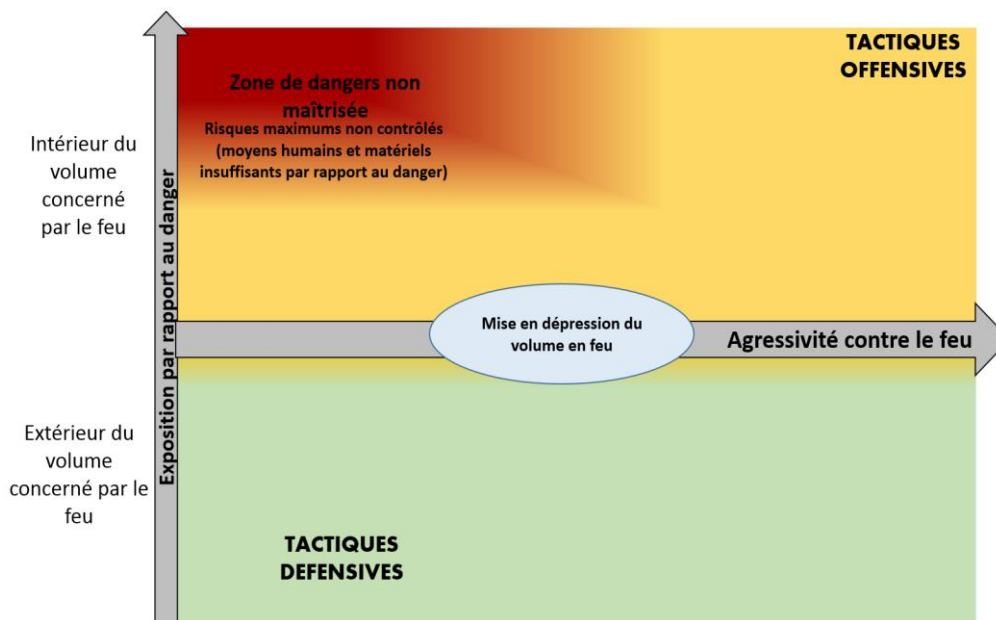 TACTIQUES
OFFENSIVES
Zone de dangers non
maîtrisée
Risques maximums non contrôlés
(moyens humains et matériels
insuffisants par rapport au danger)
Intérieur du
volume
concerné
par le feu
Exposition par rapport au danger
Mise en dépression du
volume en feu
Agressivité contre le feu
Extérieur du
volume
concerné par le
feu
TACTIQUES
DEFENSIVES